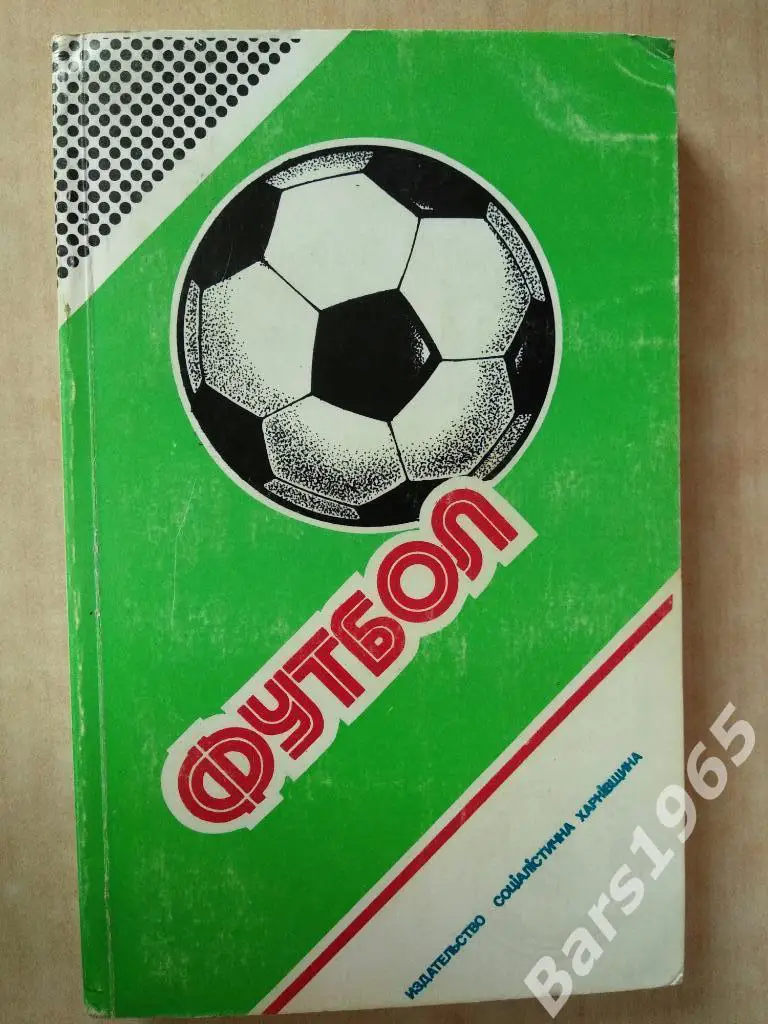 ФУТБОЛ
ИЗДАТЕЛЬСТВО СОЦІАЛІСТИЧНА ХАРКІВЩИНА
Bars1965